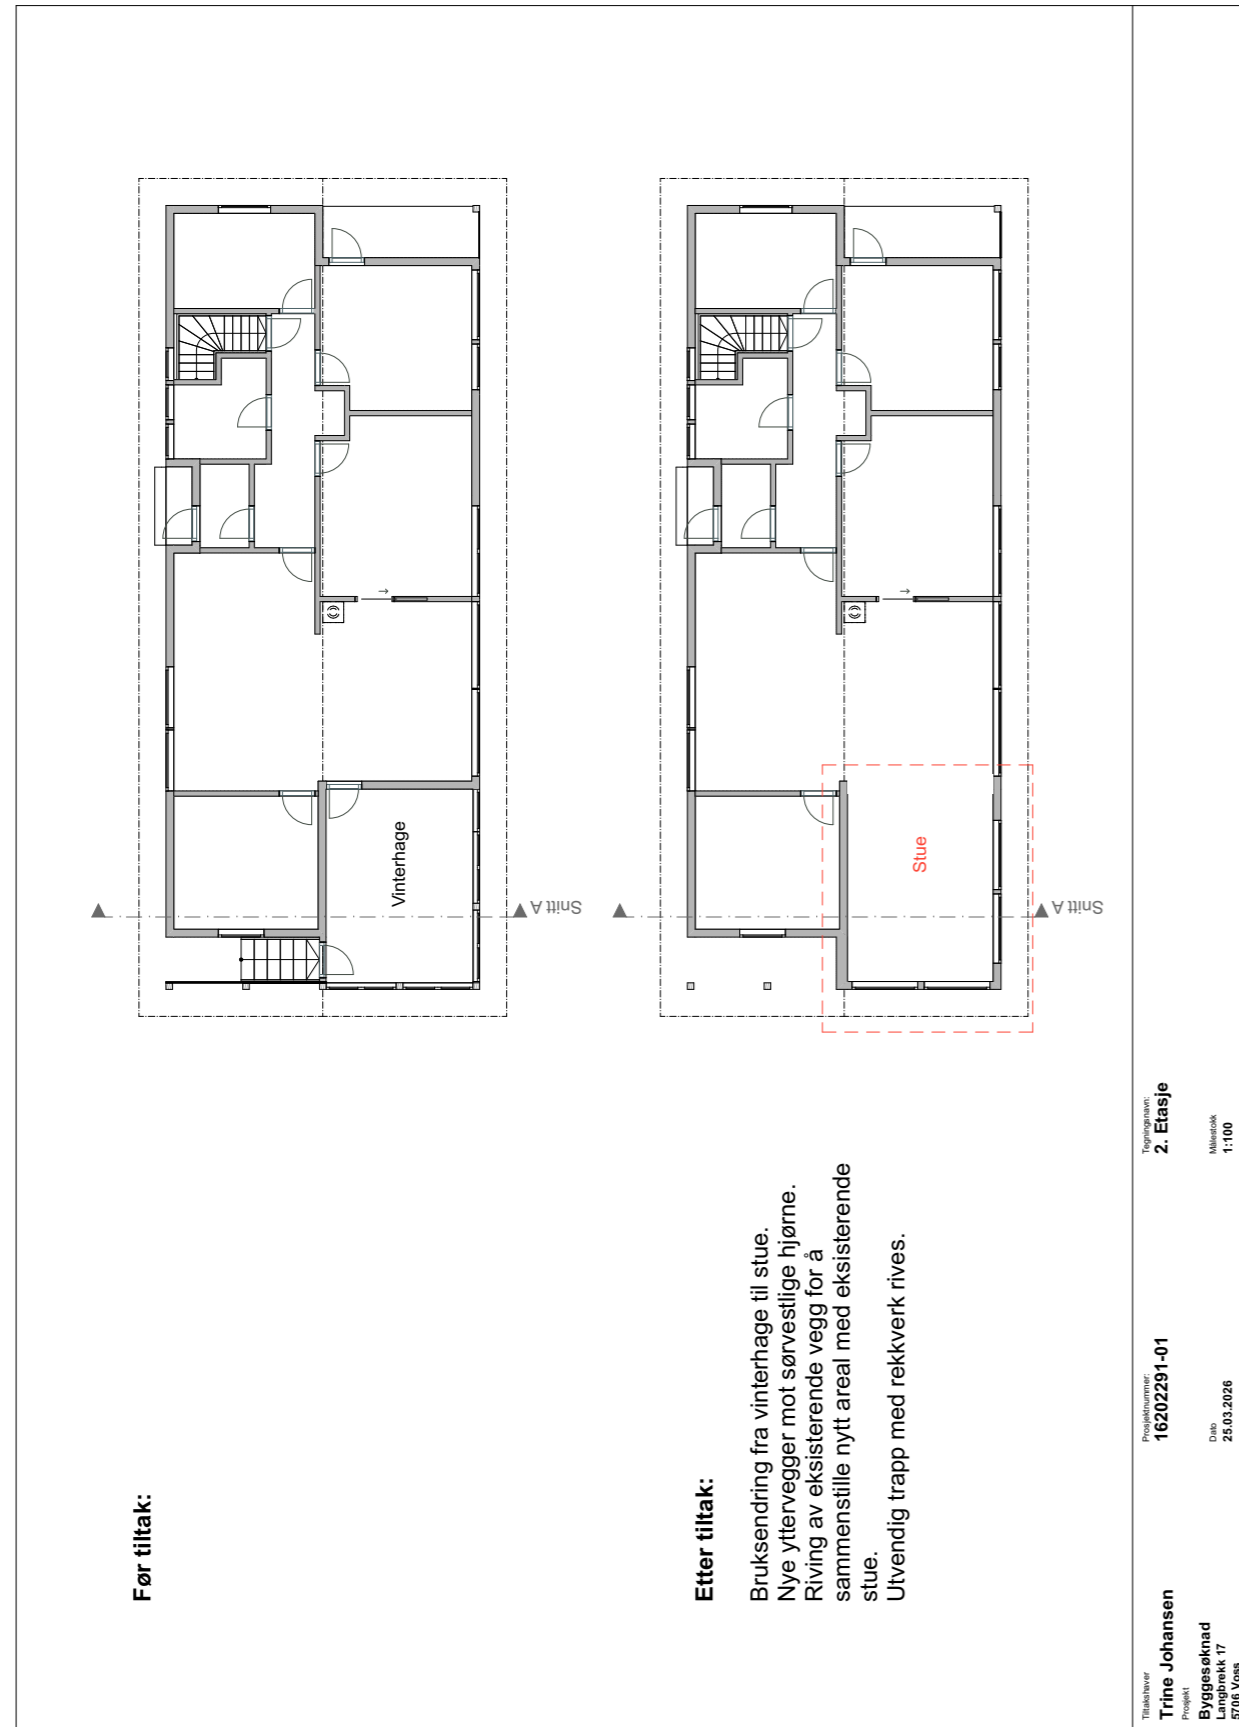 Før tiltak:
Vinterhage
Snitt A
Etter tiltak:
Bruksendring fra vinterhage til stue.
Nye yttervegger mot sørvestlige hjørne.
Riving av eksisterende vegg for å
sammenstille nytt areal med eksisterende
stue.
Utvendig trapp med rekkverk rives.
Stue
Snitt A
Tiltakshaver
Trine Johansen
Prosjekt
Byggesøknad
Langbrekk 17
5706 Voss
Prosjektnummer:
16202291-01
Dato
25.03.2026
Tegningsnavn:
2. Etasje
Målestokk
1:100